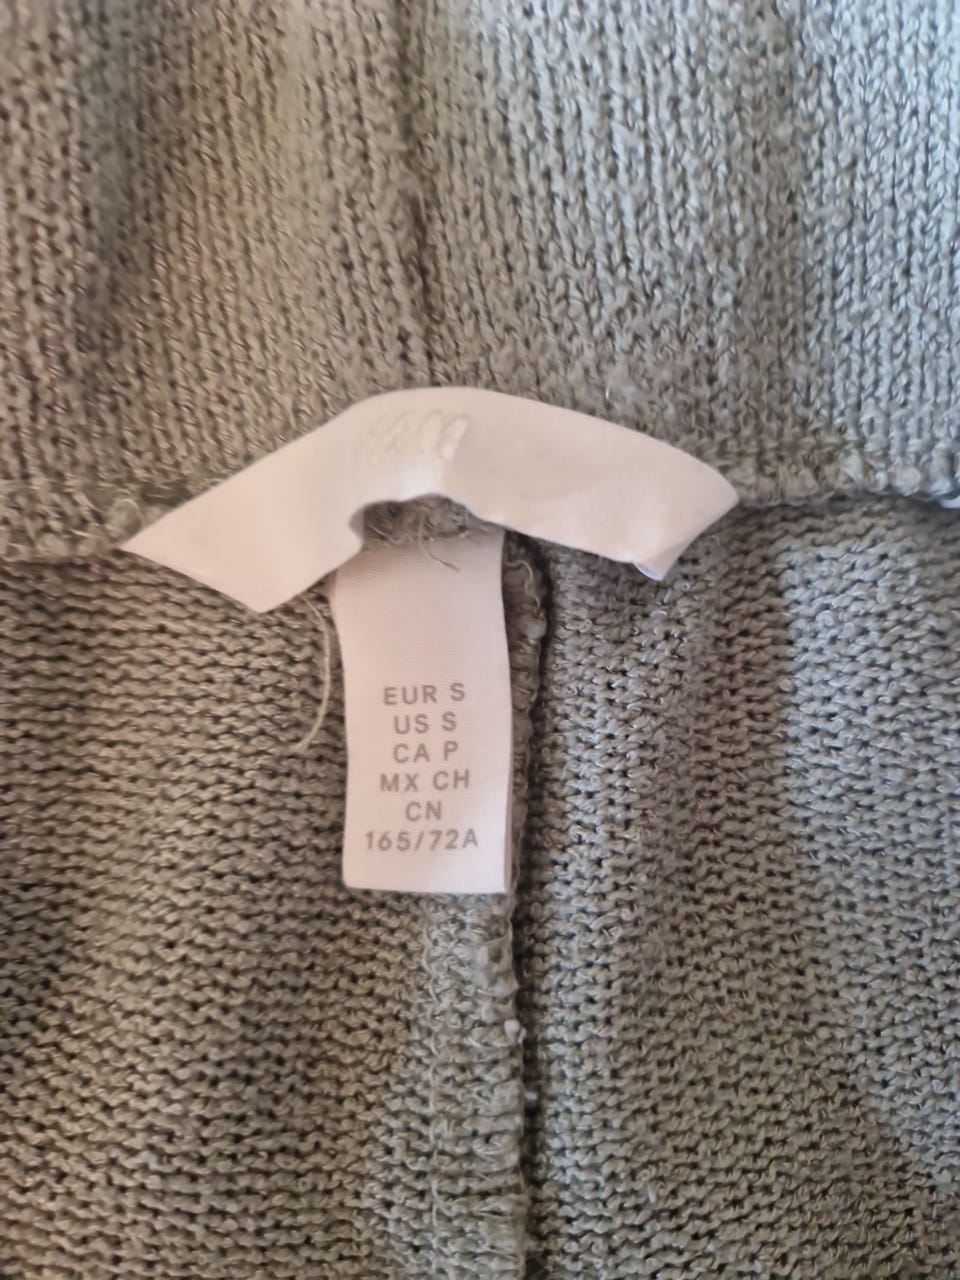 EUR S
US S
CA P
MX CH
CN
165/72A